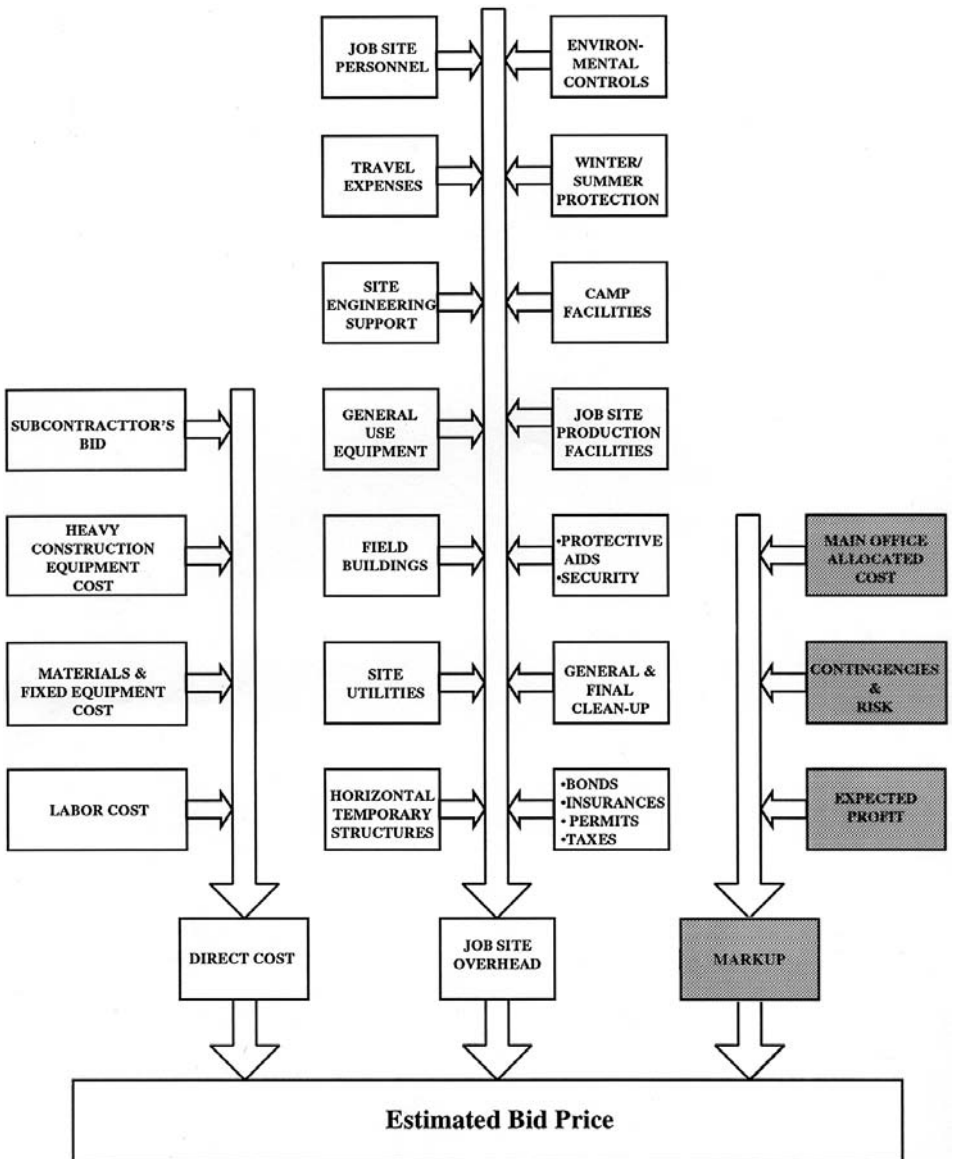 JOB SITE
PERSONNEL
ENVIRON-
MENTAL
CONTROLS
TRAVEL
EXPENSES
WINTER/
SUMMER
PROTECTION
SITE
ENGINEERING
SUPPORT
CAMP
FACILITIES
SUBCONTRACTTOR'S
BID
GENERAL
USE
EQUIPMENT
JOB SITE
PRODUCTION
FACILITIES
HEAVY
CONSTRUCTION
EQUIPMENT
COST
FIELD
BUILDINGS
•PROTECTIVE
AIDS
•SECURITY
MAIN OFFICE
ALLOCATED
COST
MATERIALS &
FIXED EQUIPMENT
COST
SITE
UTILITIES
GENERAL &
FINAL
CLEAN-UP
CONTINGENCIES
&
RISK
LABOR COST
HORIZONTAL
TEMPORARY
STRUCTURES
•BONDS
•INSURANCES
• PERMITS
•TAXES
EXPECTED
PROFIT
DIRECT COST
JOB SITE
OVERHEAD
MARKUP
Estimated Bid Price